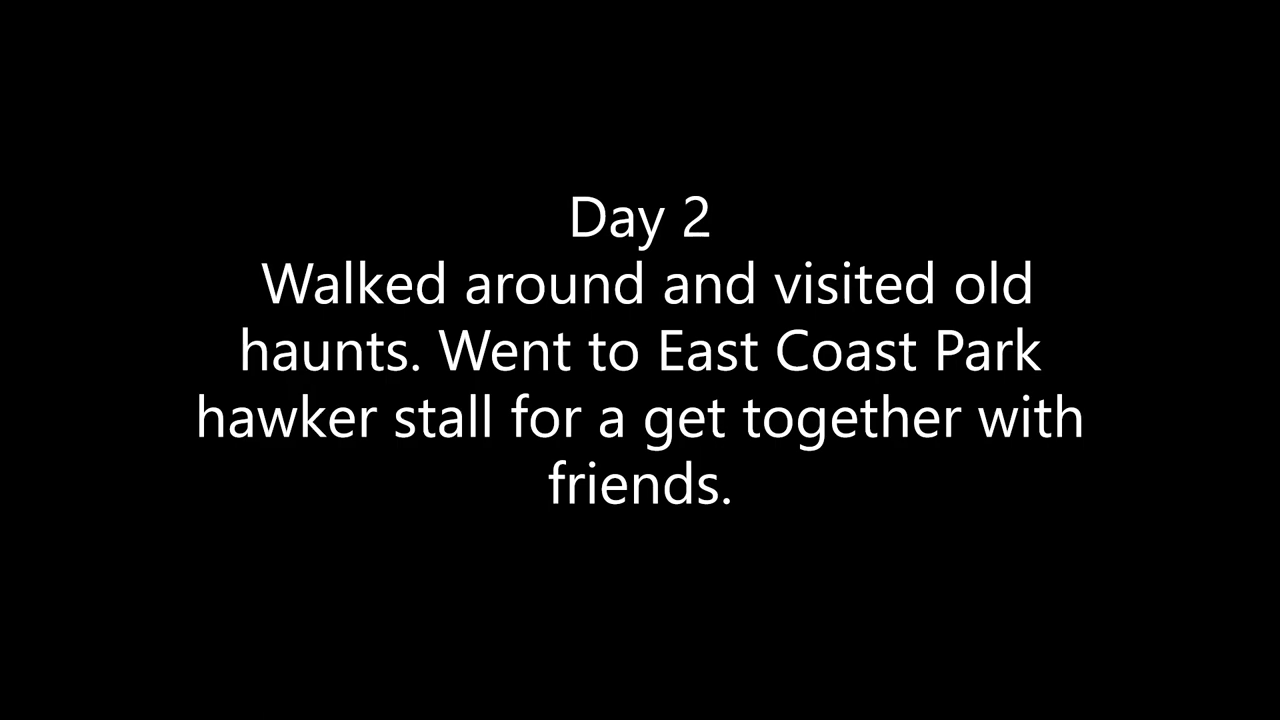 Day 2
Walked around and visited old
haunts. Went to East Coast Park
hawker stall for a get together with
friends.